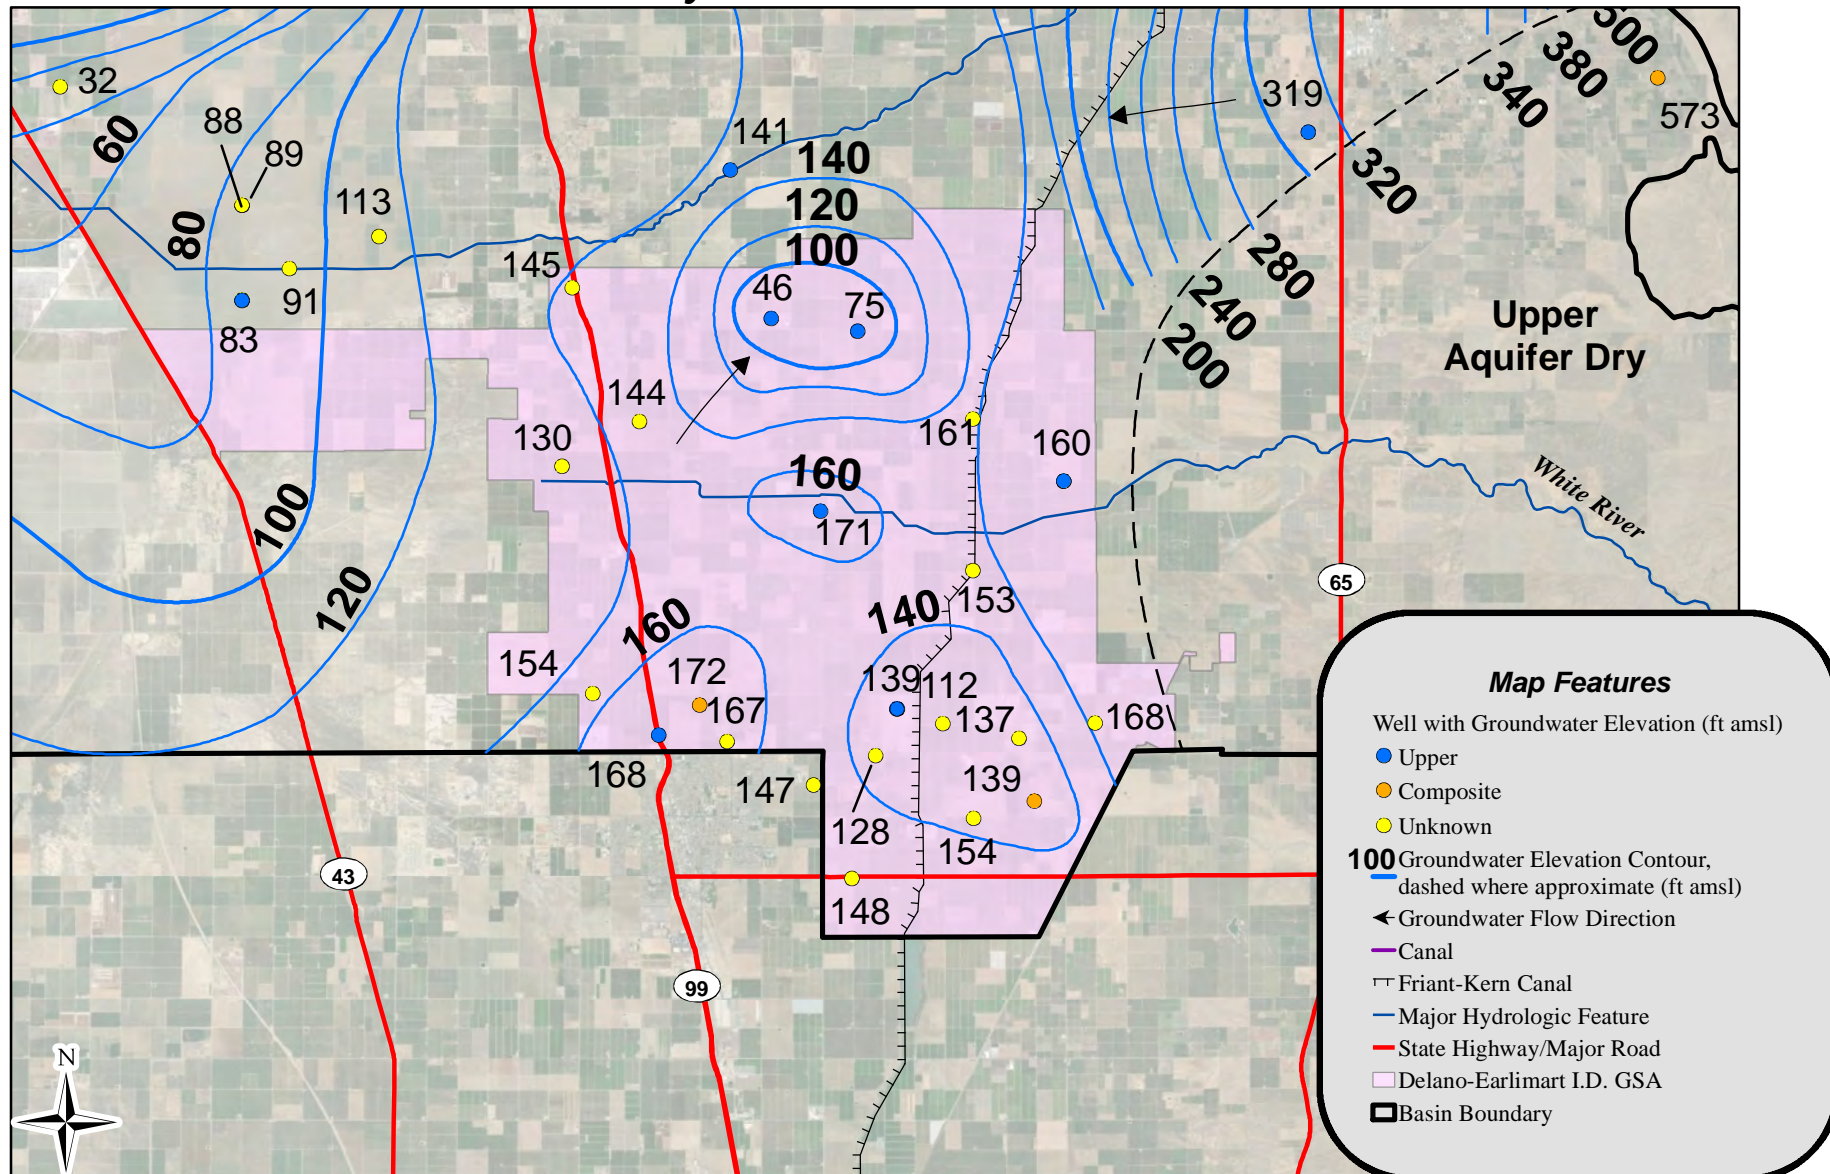 32
60
88
89
80
113
91
83
100
120
145
141
140
120
100
46
75
144
130
160
171
161
160
153
319
500
380
340
573
320
280
240
200
Upper
Aquifer Dry
White River
65
154
160
172
167
168
140
139
112
137
168
139
147
128
154
148
43
99
N
Map Features
Well with Groundwater Elevation (ft amsl)
Upper
Composite
Unknown
100 Groundwater Elevation Contour,
dashed where approximate (ft amsl)
Groundwater Flow Direction
Canal
Friant-Kern Canal
Major Hydrologic Feature
State Highway/Major Road
Delano-Earlimart I.D. GSA
Basin Boundary